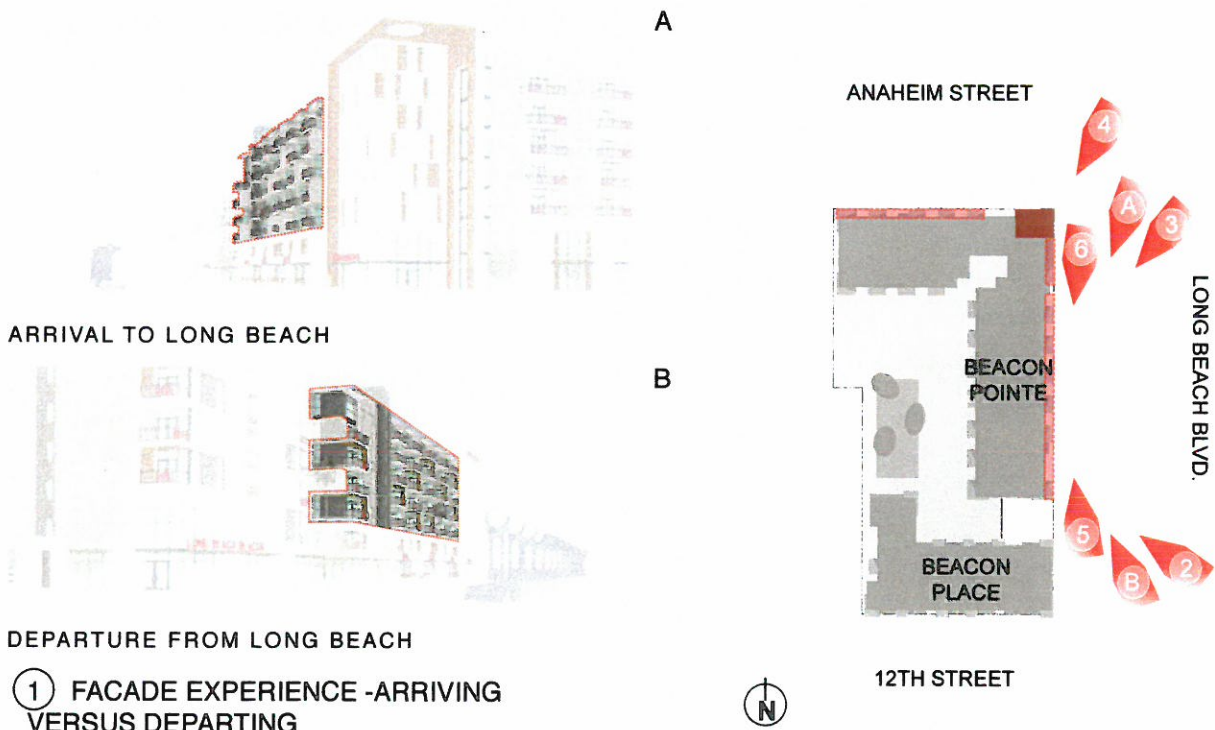 A
ARRIVAL TO LONG BEACH
B
DEPARTURE FROM LONG BEACH
1 FACADE EXPERIENCE -ARRIVING
VERSUS DEPARTING
ANAHEIM STREET
4
A
3
6
LONG BEACH BLVD.
BEACON
POINTE
5
B
2
BEACON
PLACE
12TH STREET
N